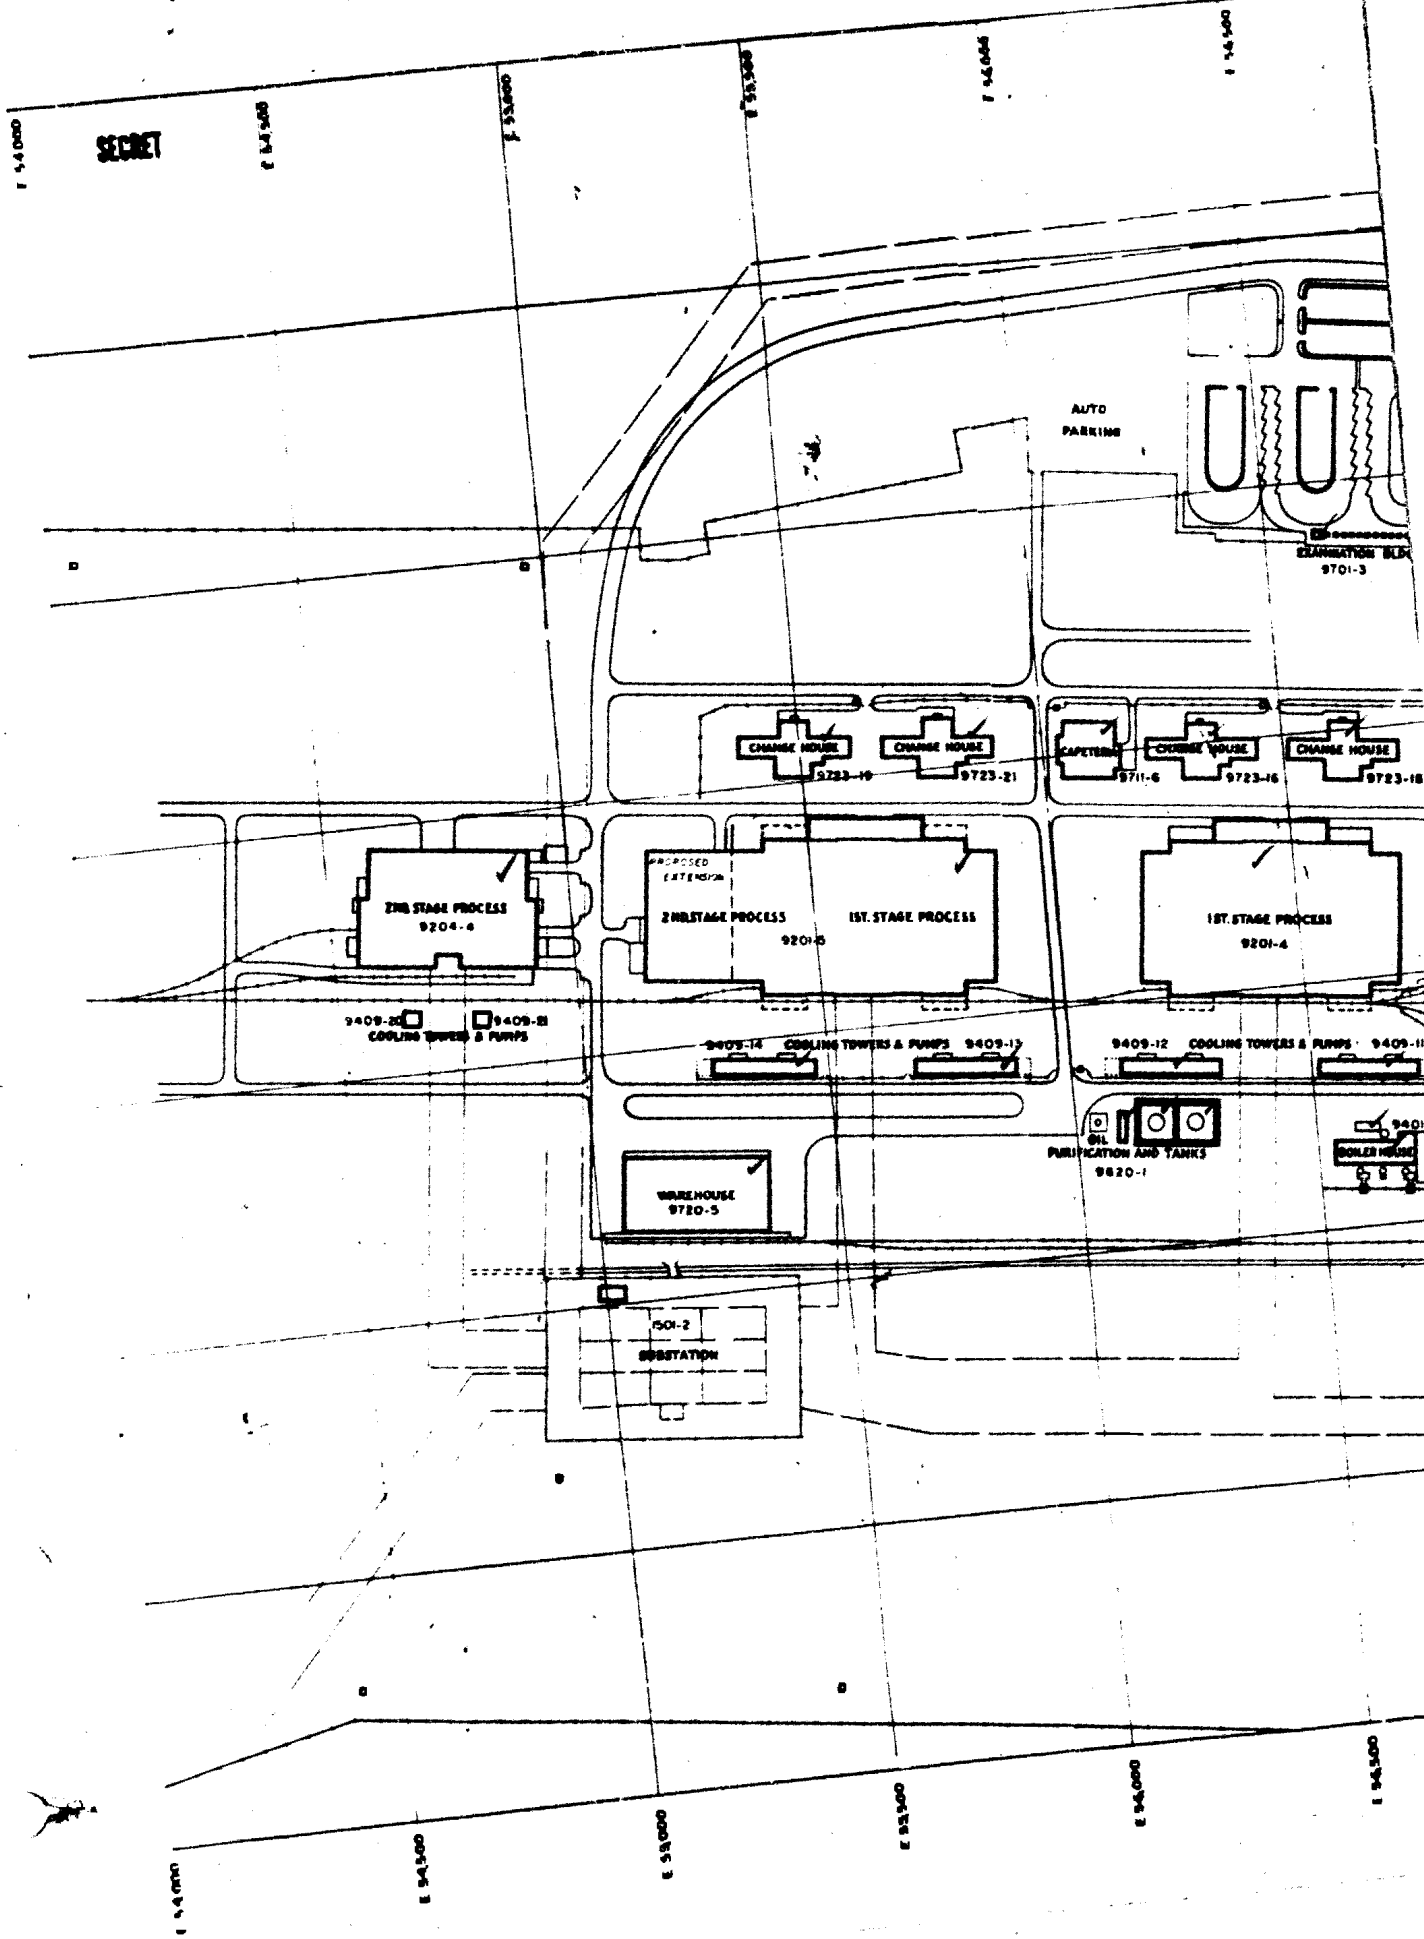 E 54000
SECRET
E 54,500
E 55,000
E 55,500
E 56,000
E 56,500
AUTO
PARKING
EXAMINATION BLD
9701-3
CHANGE HOUSE
9723-19
CHANGE HOUSE
9723-21
CAFETERIA
9711-6
CHANGE HOUSE
9723-16
CHANGE HOUSE
9723-18
PROPOSED
EXTENSION
2ND. STAGE PROCESS
9204-4
2ND. STAGE PROCESS
1ST. STAGE PROCESS
9201-5
1ST. STAGE PROCESS
9201-4
9409-20
9409-21
COOLING TOWERS & PUMPS
9409-14 COOLING TOWERS & PUMPS 9409-13
9409-12 COOLING TOWERS & PUMPS 9409-11
OIL
PURIFICATION AND TANKS
9620-1
9401
BOILER HOUSE
WAREHOUSE
9720-5
1501-2
SUBSTATION
E 54,000
E 54,500
E 55,000
E 55,500
E 56,000
E 56,500